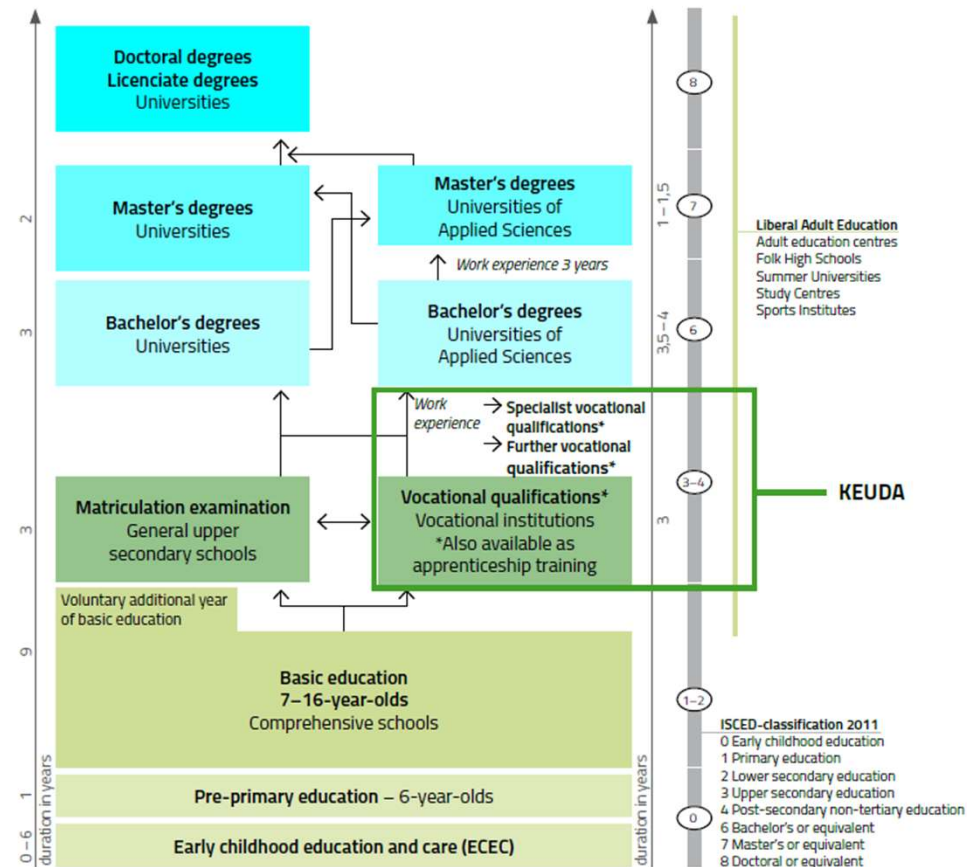 Doctoral degrees
Licenciate degrees
Universities
8
Master's degrees
Universities
2
Master's degrees
Universities of
Applied Sciences
1 – 1,5
7
Work experience 3 years
Liberal Adult Education
Adult education centres
Folk High Schools
Summer Universities
Study Centres
Sports Institutes
Bachelor's degrees
Universities
3
Bachelor's degrees
Universities of
Applied Sciences
3,5 – 4
6
Work
experience
Specialist vocational
qualifications*
Further vocational
qualifications*
Matriculation examination
General upper
secondary schools
3
Vocational qualifications*
Vocational institutions
*Also available as
apprenticeship training
3
3–4
KEUDA
Voluntary additional year
of basic education
9
Basic education
7–16-year-olds
Comprehensive schools
1–2
Pre-primary education – 6-year-olds
1
Early childhood education and care (ECEC)
0 – 6
duration in years
duration in years
0
ISCED-classification 2011
0 Early childhood education
1 Primary education
2 Lower secondary education
3 Upper secondary education
4 Post-secondary non-tertiary education
6 Bachelor's or equivalent
7 Master's or equivalent
8 Doctoral or equivalent